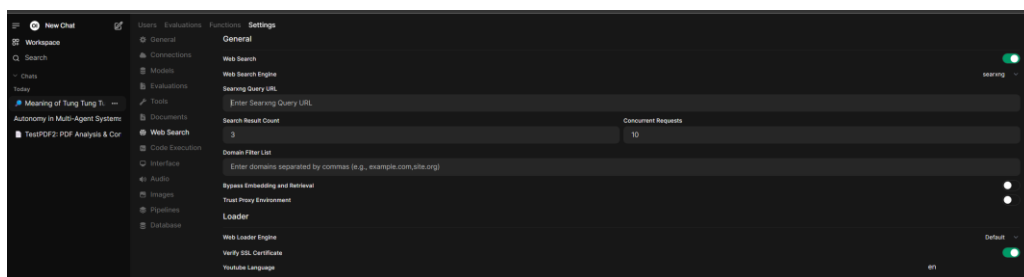 OI New Chat
Workspace
Search
Chats
Today
Meaning of Tung Tung Tu ...
Autonomy in Multi-Agent Systems
TestPDF2: PDF Analysis & Cor
Users Evaluations Functions Settings
General
Connections
Models
Evaluations
Tools
Documents
Web Search
Code Execution
Interface
Audio
Images
Pipelines
Database
General
Web Search
Web Search Engine searxng
Searxng Query URL
Enter Searxng Query URL
Search Result Count Concurrent Requests
3 10
Domain Filter List
Enter domains separated by commas (e.g., example.com,site.org)
Bypass Embedding and Retrieval
Trust Proxy Environment
Loader
Web Loader Engine Default
Verify SSL Certificate
Youtube Language en